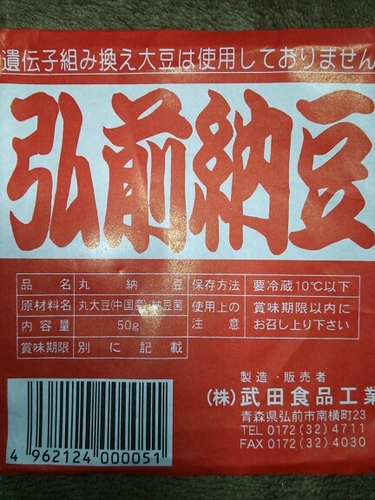 遺伝子組み換え大豆は使用しておりません
弘前納豆
品名 丸納豆 保存方法 要冷蔵10℃以下
原材料名 丸大豆(中国産)、納豆菌 使用上の注意 賞味期限以内にお召し上り下さい
内容量 50g
賞味期限 別に記載
製造・販売者
(株)武田食品工業
青森県弘前市南横町23
TEL 0172(32)4711
FAX 0172(32)4030
4 962124 000051